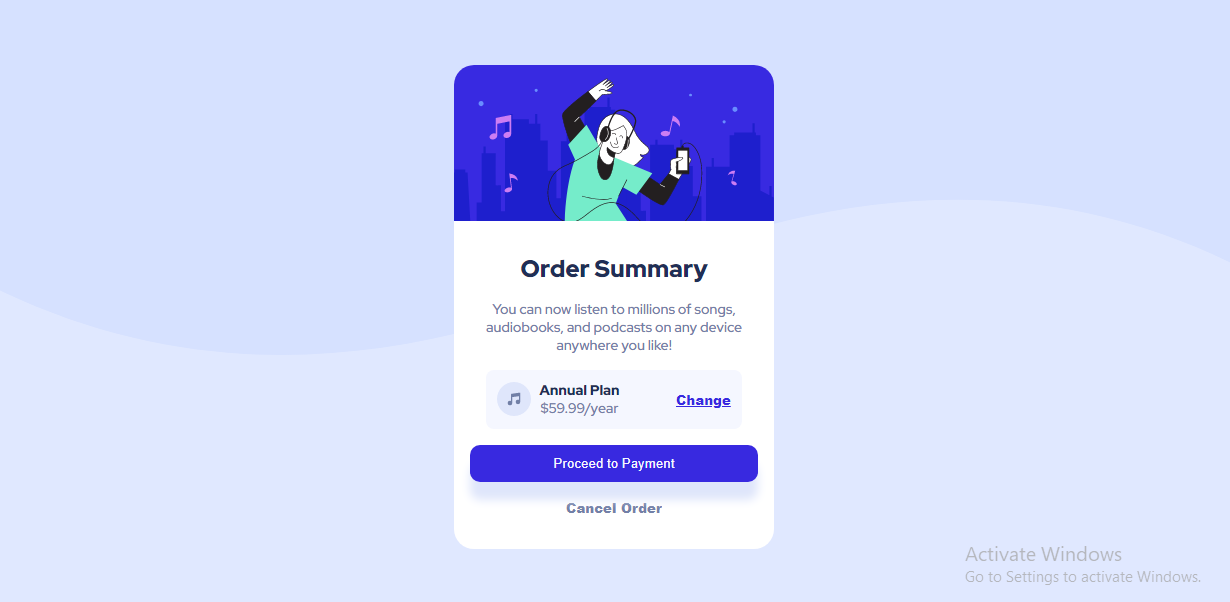 Order Summary
You can now listen to millions of songs,
audiobooks, and podcasts on any device
anywhere you like!
Annual Plan
$59.99/year
Change
Proceed to Payment
Cancel Order
Activate Windows
Go to Settings to activate Windows.